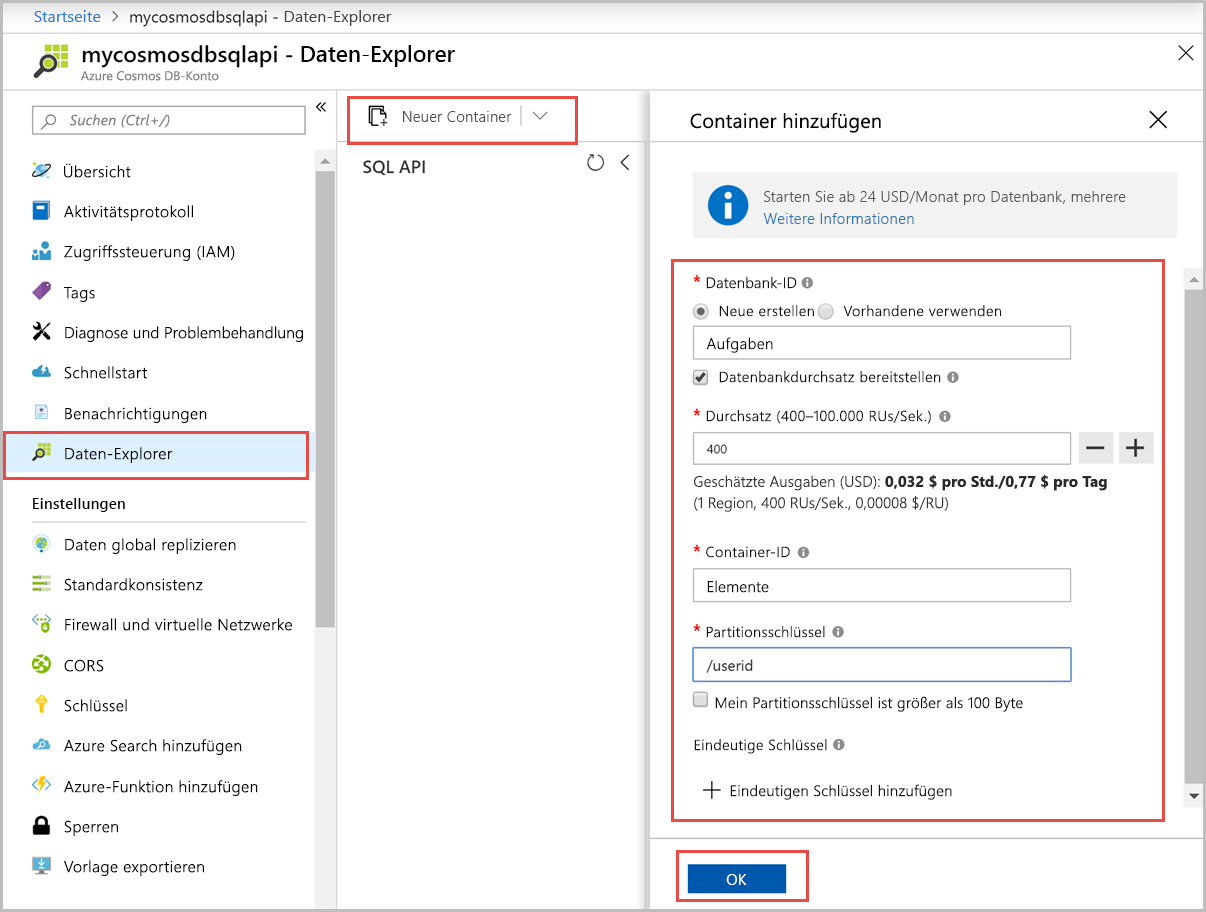 Startseite > mycosmosdbsqlapi - Daten-Explorer
mycosmosdbsqlapi - Daten-Explorer
Azure Cosmos DB-Konto
Suchen (Ctrl+/)
Übersicht
Aktivitätsprotokoll
Zugriffssteuerung (IAM)
Tags
Diagnose und Problembehandlung
Schnellstart
Benachrichtigungen
Daten-Explorer
Einstellungen
Daten global replizieren
Standardkonsistenz
Firewall und virtuelle Netzwerke
CORS
Schlüssel
Azure Search hinzufügen
Azure-Funktion hinzufügen
Sperren
Vorlage exportieren
Neuer Container
SQL API
Container hinzufügen
Starten Sie ab 24 USD/Monat pro Datenbank, mehrere
Weitere Informationen
* Datenbank-ID
Neue erstellen Vorhandene verwenden
Aufgaben
Datenbankdurchsatz bereitstellen
* Durchsatz (400–100.000 RUs/Sek.)
400
Geschätzte Ausgaben (USD): 0,032 $ pro Std./0,77 $ pro Tag
(1 Region, 400 RUs/Sek., 0,00008 $/RU)
* Container-ID
Elemente
* Partitionsschlüssel
/userid
Mein Partitionsschlüssel ist größer als 100 Byte
Eindeutige Schlüssel
Eindeutigen Schlüssel hinzufügen
OK